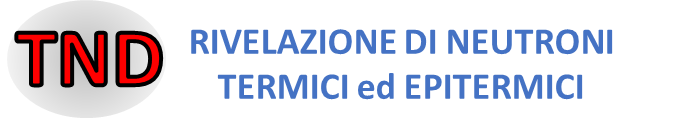 TND
RIVELAZIONE DI NEUTRONI
TERMICI ed EPITERMICI